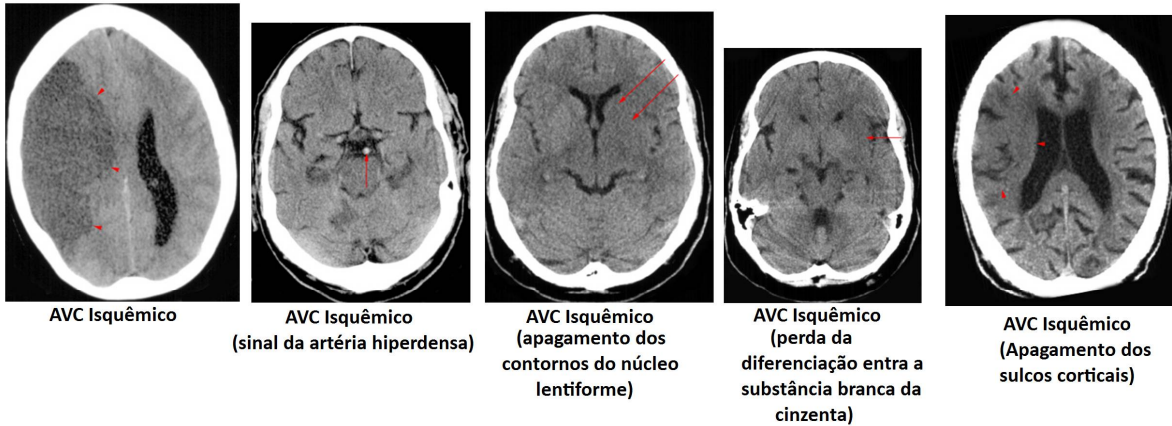 AVC Isquêmico
AVC Isquêmico
(sinal da artéria hiperdensa)
AVC Isquêmico
(apagamento dos
contornos do núcleo
lentiforme)
AVC Isquêmico
(perda da
diferenciação entra a
substância branca da
cinzenta)
AVC Isquêmico
(Apagamento dos
sulcos corticais)